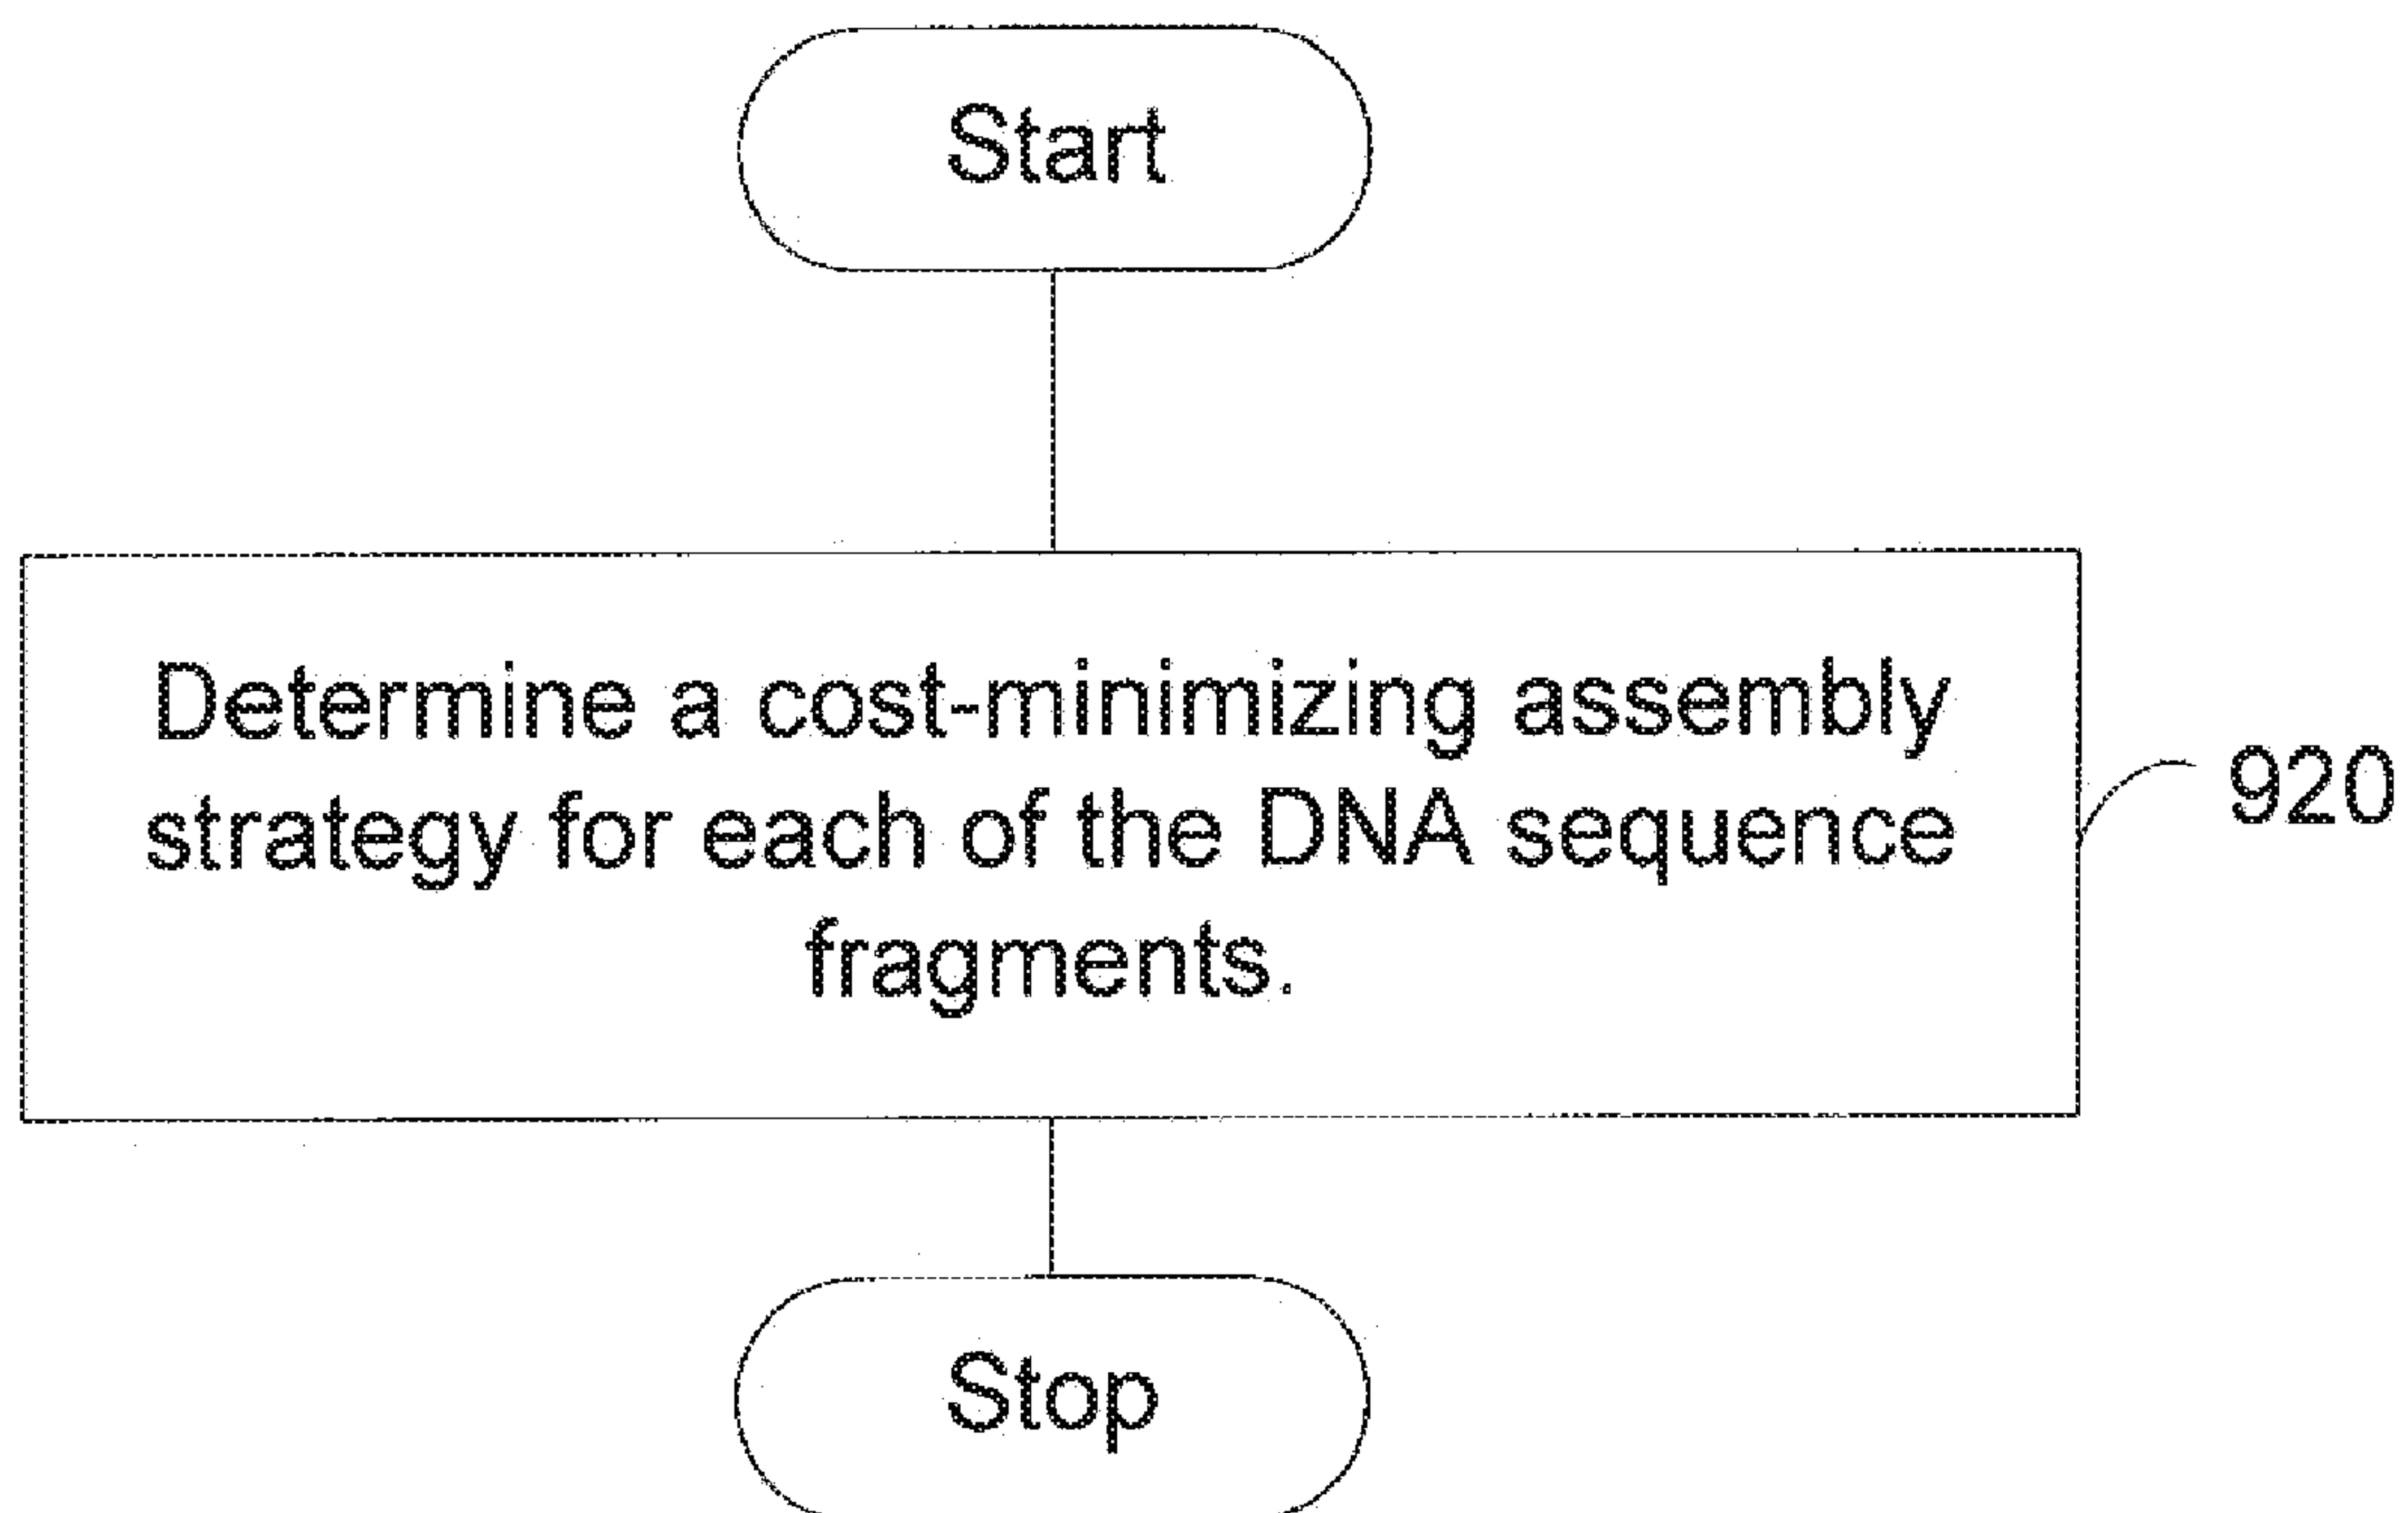 Start
Determine a cost-minimizing assembly
strategy for each of the DNA sequence
fragments.
920
Stop